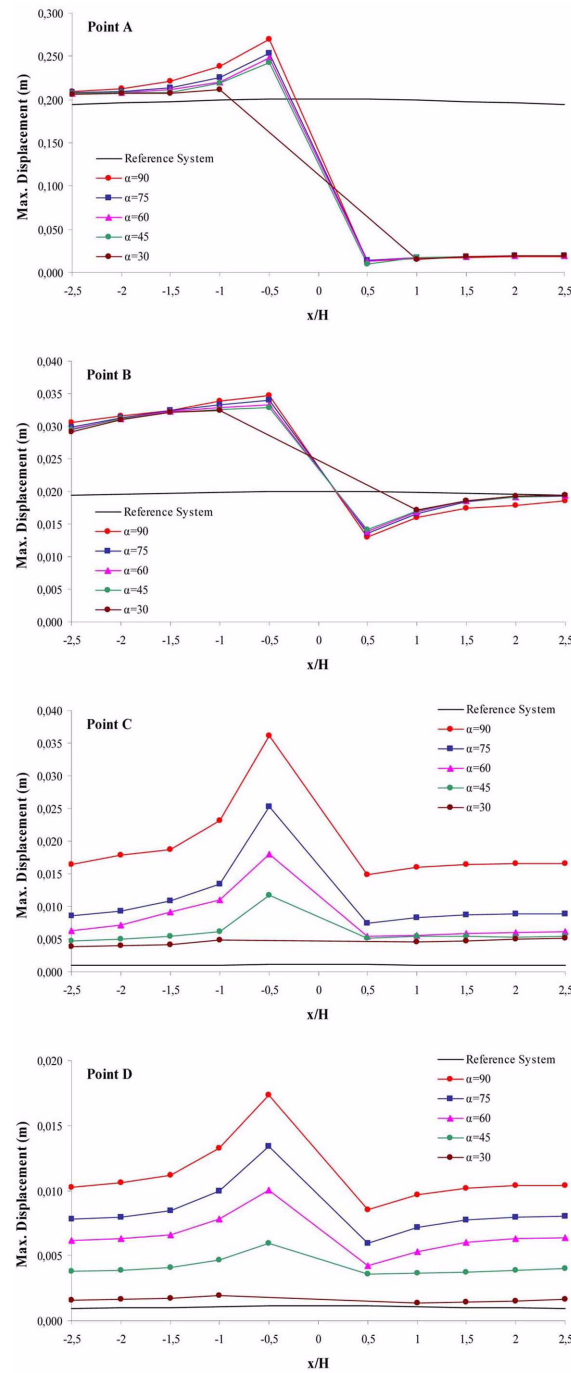 Point A
Max. Displacement (m)
0,300
0,250
0,200
0,150
0,100
0,050
0,000
Reference System
α=90
α=75
α=60
α=45
α=30
-2,5 -2 -1,5 -1 -0,5 0 0,5 1 1,5 2 2,5
x/H
Point B
Max. Displacement (m)
0,040
0,035
0,030
0,025
0,020
0,015
0,010
0,005
0,000
Reference System
α=90
α=75
α=60
α=45
α=30
-2,5 -2 -1,5 -1 -0,5 0 0,5 1 1,5 2 2,5
x/H
Point C
Max. Displacement (m)
0,040
0,035
0,030
0,025
0,020
0,015
0,010
0,005
0,000
Reference System
α=90
α=75
α=60
α=45
α=30
-2,5 -2 -1,5 -1 -0,5 0 0,5 1 1,5 2 2,5
x/H
Point D
Max. Displacement (m)
0,020
0,015
0,010
0,005
0,000
Reference System
α=90
α=75
α=60
α=45
α=30
-2,5 -2 -1,5 -1 -0,5 0 0,5 1 1,5 2 2,5
x/H